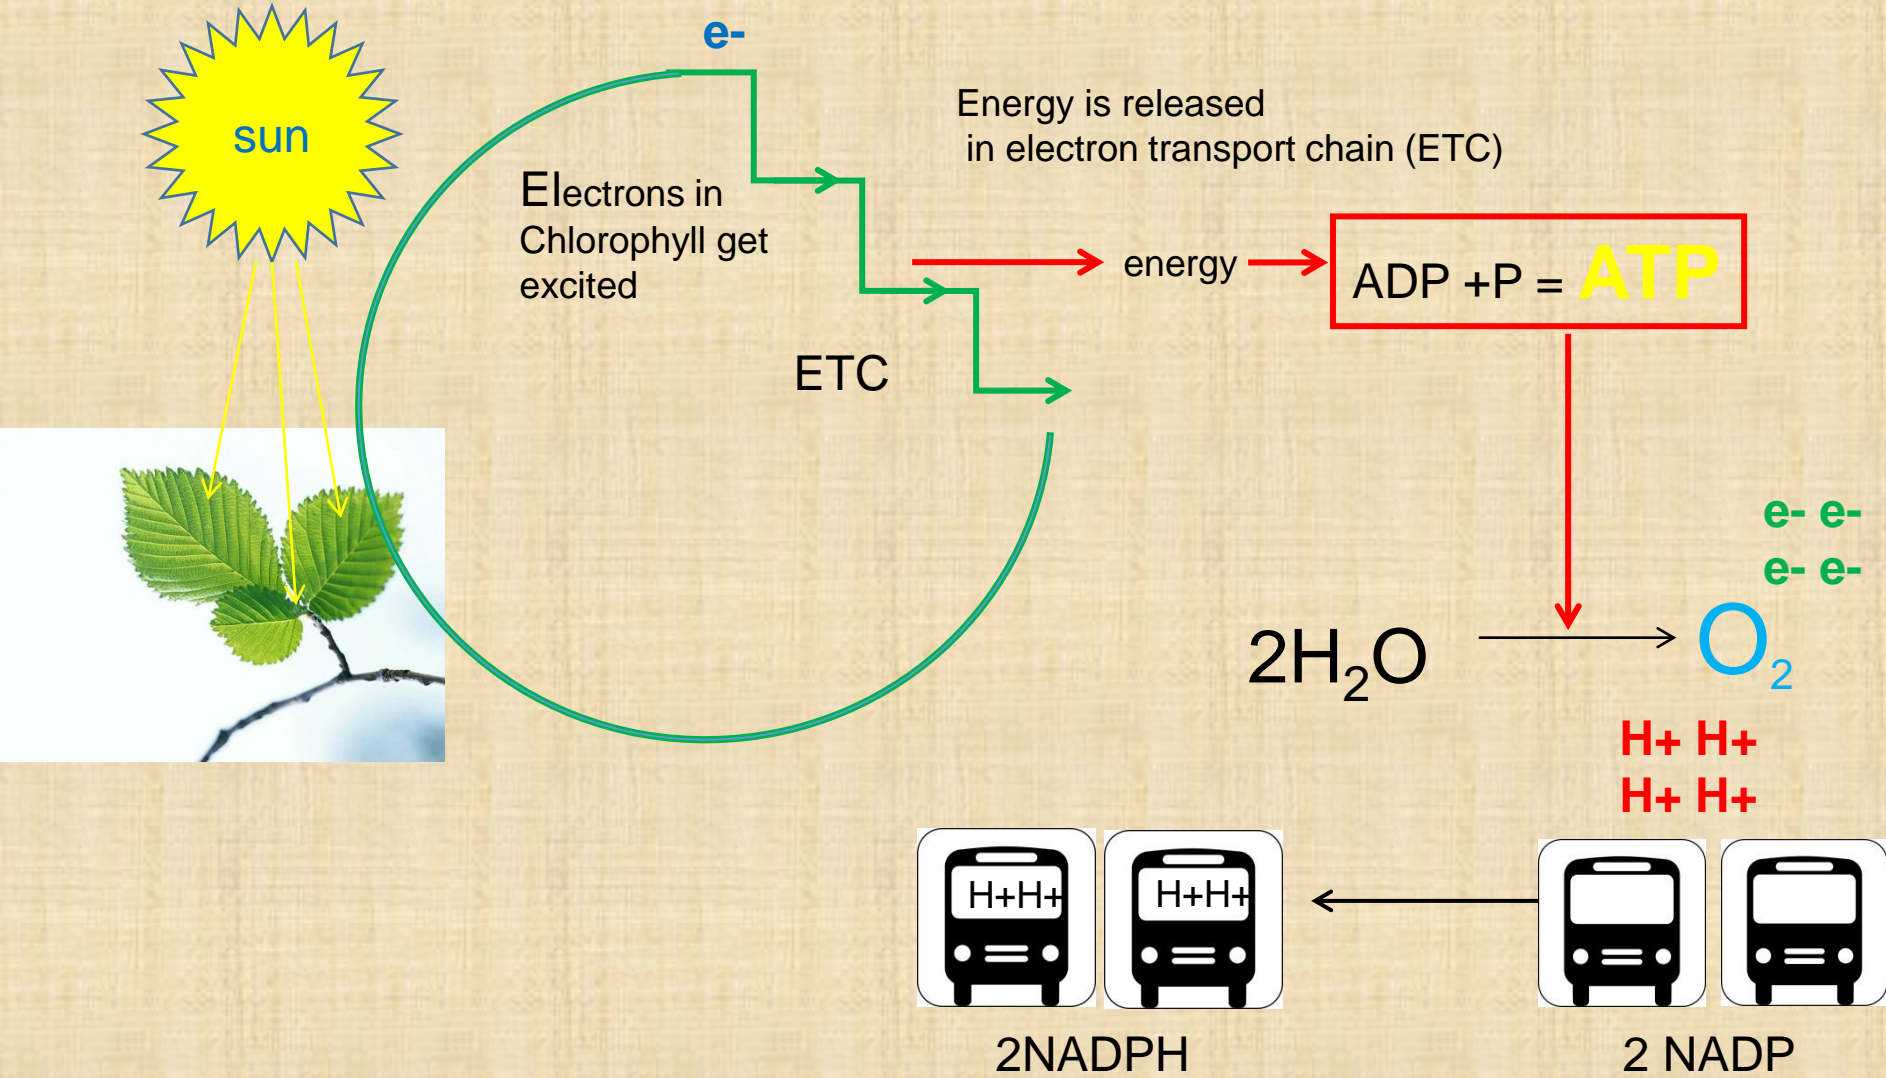 e-
sun
Energy is released
in electron transport chain (ETC)
Electrons in
Chlorophyll get
excited
energy
ADP +P = ATP
ETC
e- e-
e- e-
2H₂O
O₂
H+ H+
H+ H+
H+H+
H+H+
2NADPH
2 NADP